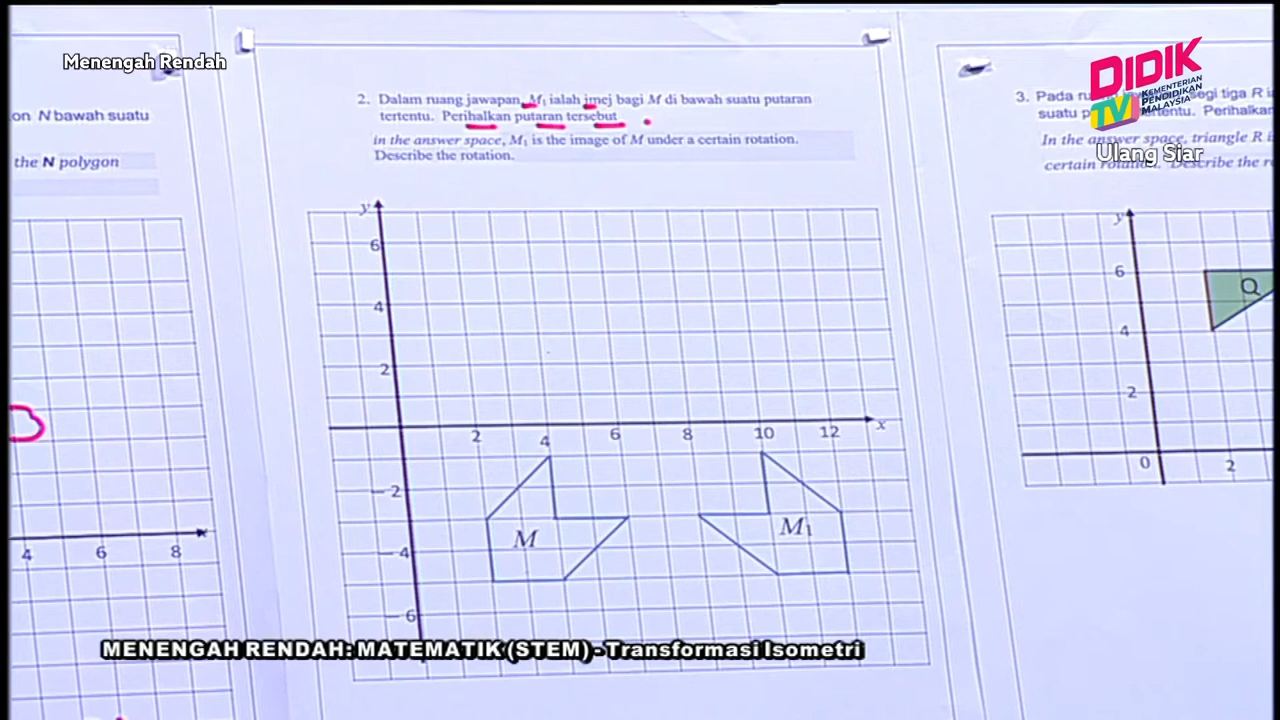 Menengah Rendah
DIDIK
TV
KEMENTERIAN
PENDIDIKAN
MALAYSIA
Ulang Siar
on N bawah suatu
the N polygon
4 6 8
2. Dalam ruang jawapan, M₁ ialah imej bagi M di bawah suatu putaran
tertentu. Perihalkan putaran tersebut
in the answer space, M₁ is the image of M under a certain rotation.
Describe the rotation.
y
6
4
2
2 4 6 8 10 12 x
– 2
– 4
– 6
M
M₁
3. Pada segi tiga R
suatu Perihalkan
In the answer space, triangle R
certain rotation. Describe the
y
6
4
2
0 2
Q
MENENGAH RENDAH: MATEMATIK (STEM) - Transformasi Isometri